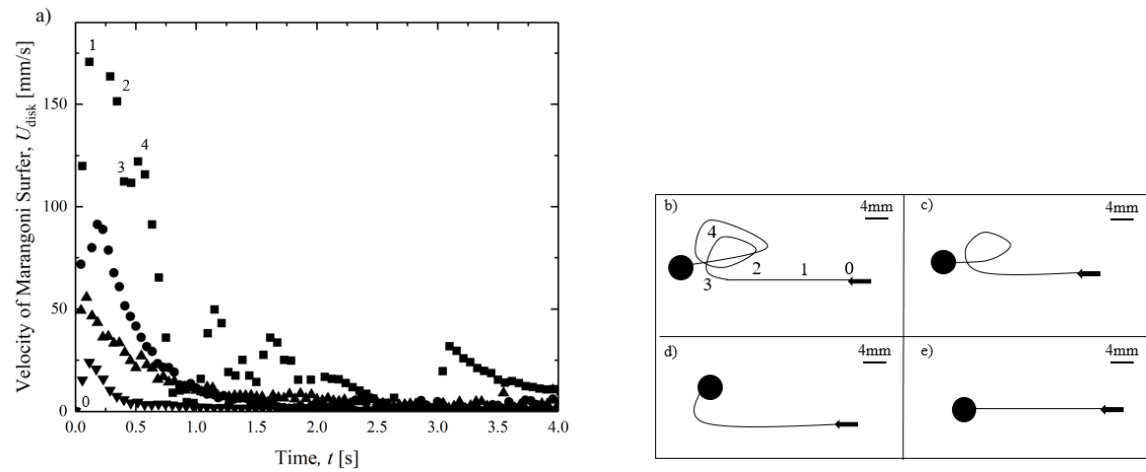 a)
Velocity of Marangoni Surfer, U_disk [mm/s]
200
150
100
50
0
1
2
3
4
0
0.0 0.5 1.0 1.5 2.0 2.5 3.0 3.5 4.0
Time, t [s]
b)
4mm
4
3
2
1
0
c)
4mm
d)
4mm
e)
4mm